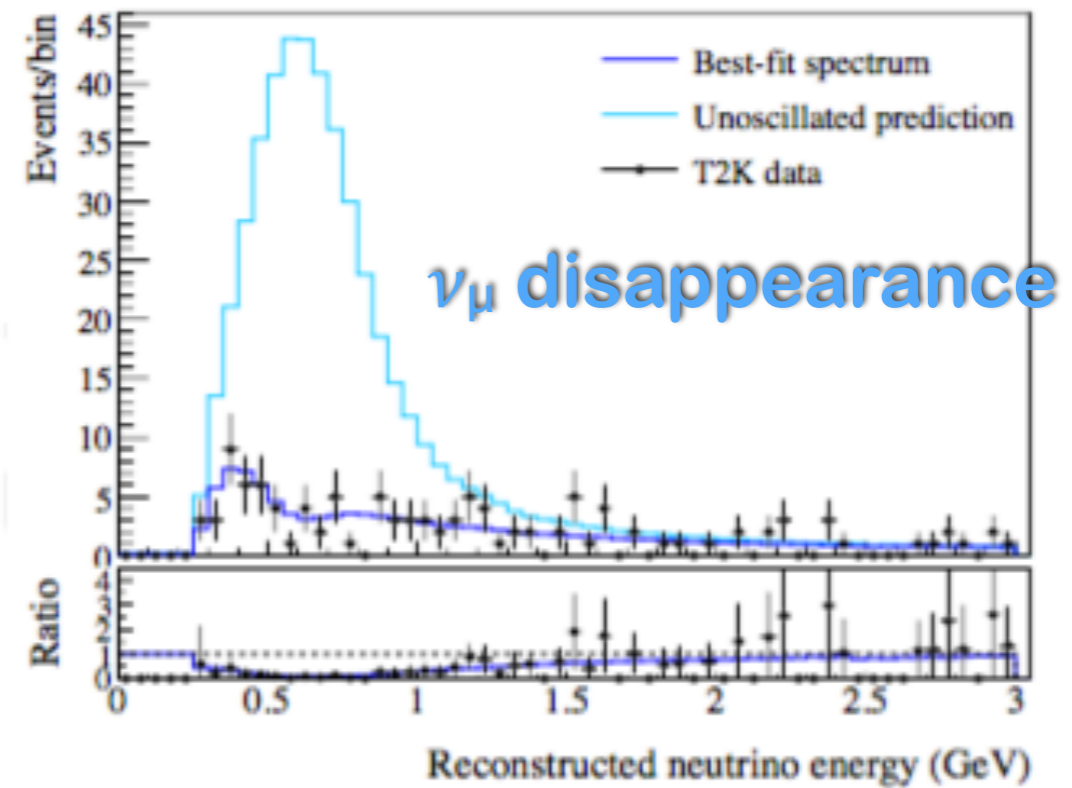 Events/bin
45
40
35
30
25
20
15
10
5
0
Best-fit spectrum
Unoscillated prediction
T2K data
νμ disappearance
Ratio
4
3
2
1
0
0 0.5 1 1.5 2 2.5 3
Reconstructed neutrino energy (GeV)